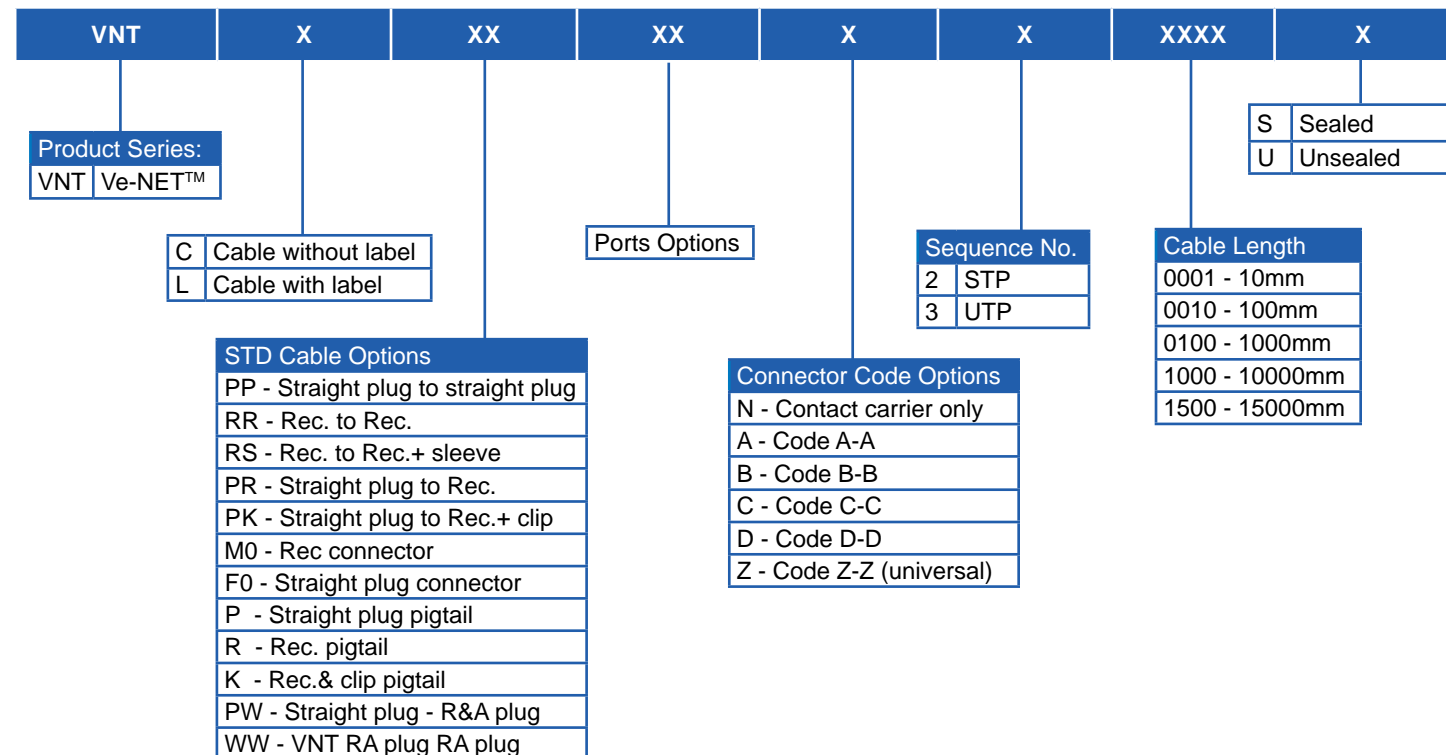 VNT X XX XX X X XXXX X
Product Series:
VNT Ve-NET™
C Cable without label
L Cable with label
STD Cable Options
PP - Straight plug to straight plug
RR - Rec. to Rec.
RS - Rec. to Rec.+ sleeve
PR - Straight plug to Rec.
PK - Straight plug to Rec.+ clip
M0 - Rec connector
F0 - Straight plug connector
P - Straight plug pigtail
R - Rec. pigtail
K - Rec.& clip pigtail
PW - Straight plug - R&A plug
WW - VNT RA plug RA plug
Ports Options
Connector Code Options
N - Contact carrier only
A - Code A-A
B - Code B-B
C - Code C-C
D - Code D-D
Z - Code Z-Z (universal)
Sequence No.
2 STP
3 UTP
Cable Length
0001 - 10mm
0010 - 100mm
0100 - 1000mm
1000 - 10000mm
1500 - 15000mm
S Sealed
U Unsealed